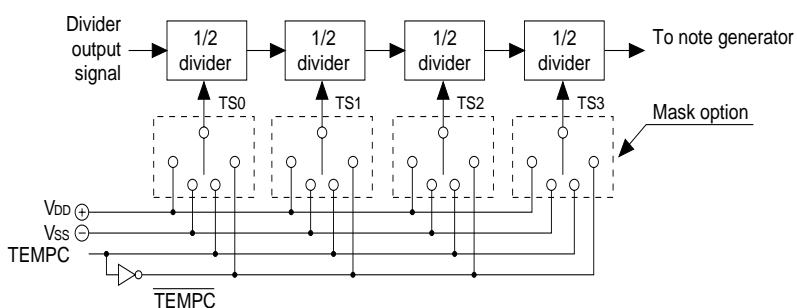 Divider
output
signal
1/2
divider
1/2
divider
1/2
divider
1/2
divider
To note generator
TS0
TS1
TS2
TS3
Mask option
VDD +
VSS −
TEMPC
TEMPC